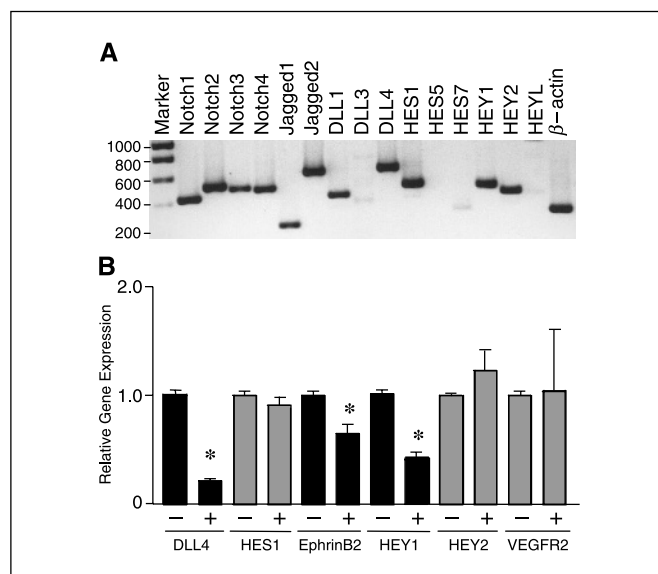 A
Marker
Notch1
Notch2
Notch3
Notch4
Jagged1
Jagged2
DLL1
DLL3
DLL4
HES1
HES5
HES7
HEY1
HEY2
HEYL
β−actin
1000
800
600
400
200
B
Relative Gene Expression
2.0
1.0
0
* * *
− + − + − + − + − + − +
DLL4 HES1 EphrinB2 HEY1 HEY2 VEGFR2